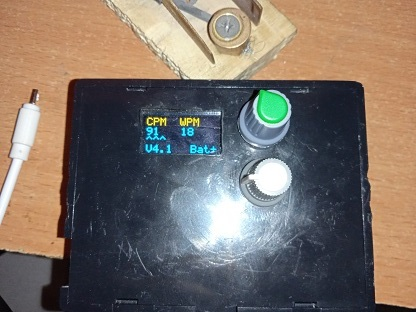 CPM WPM
91 18
^^^
V4.1 Bat+